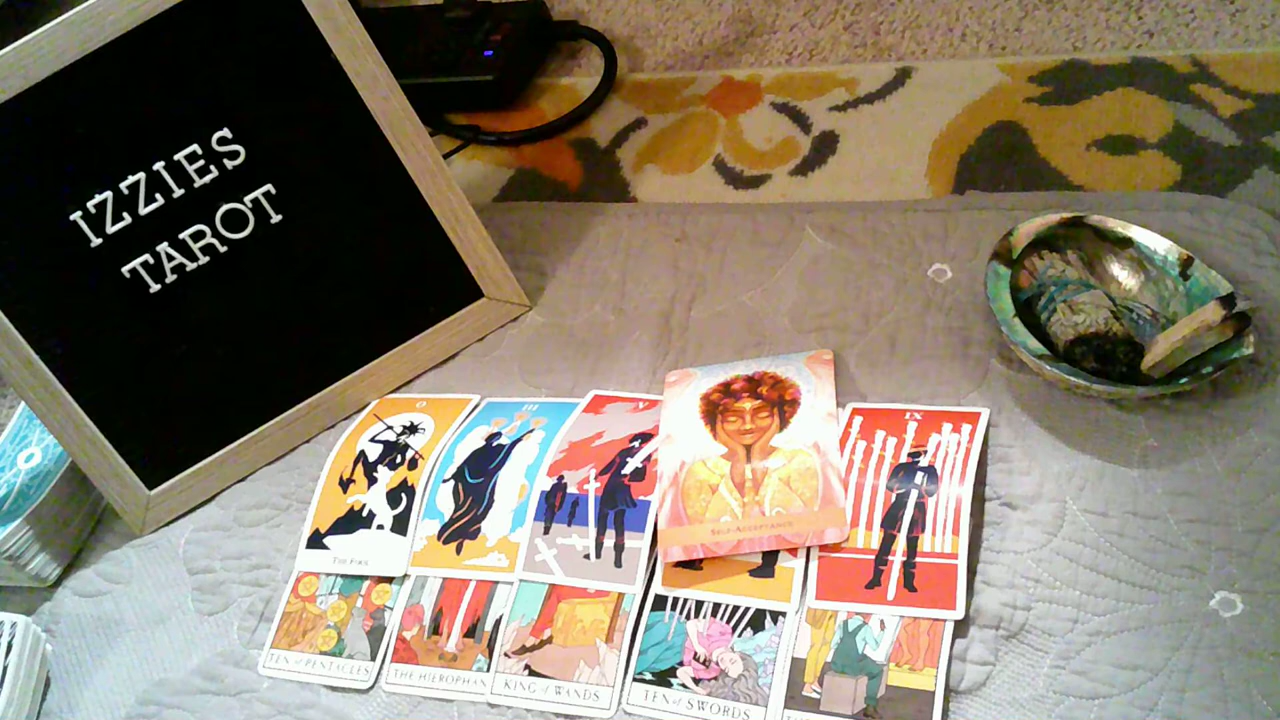 IZZIES
TAROT
0
III
V
IX
THE FOOL
SELF-ACCEPTANCE
TEN of PENTACLES
THE HIEROPHAN
KING of WANDS
TEN of SWORDS